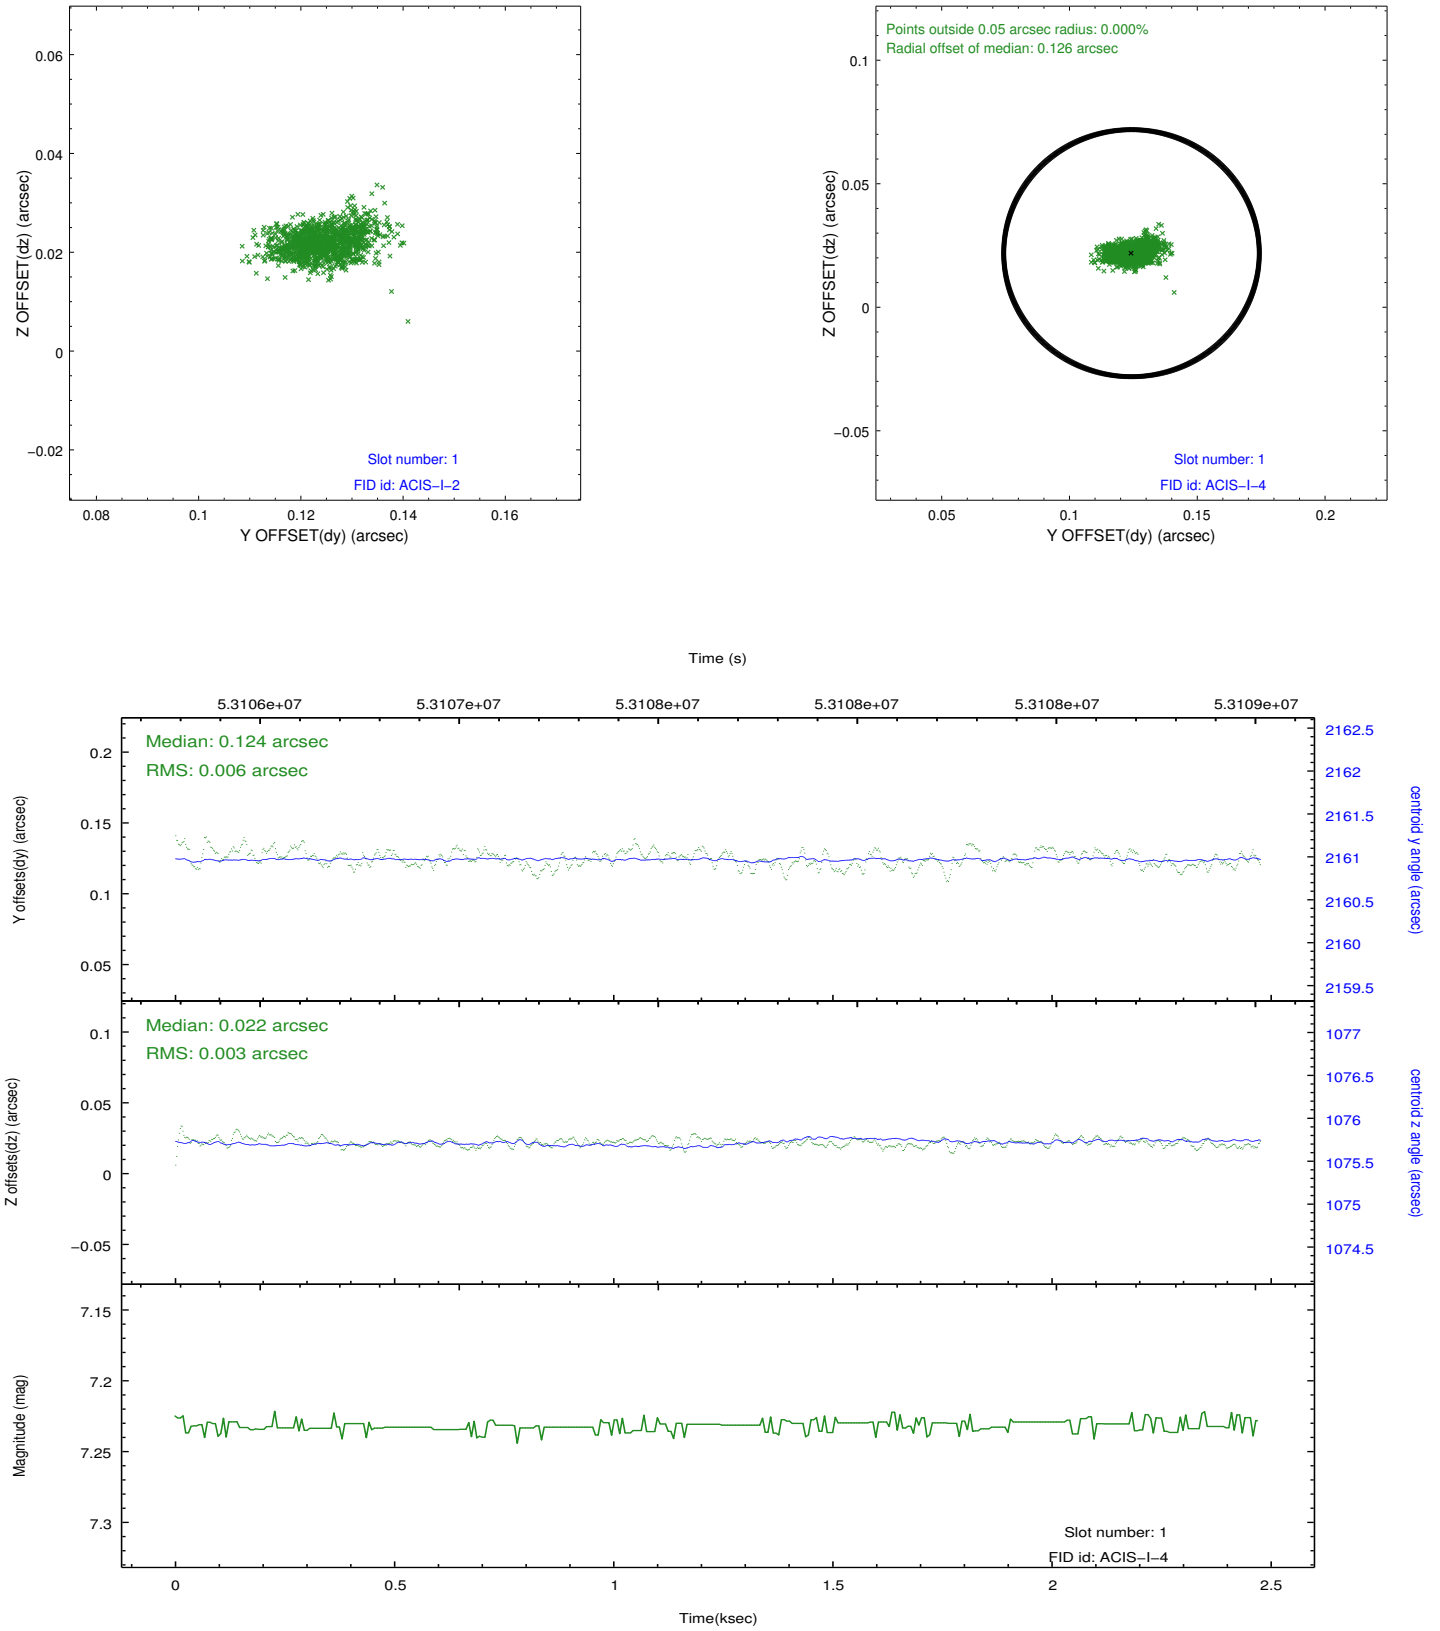 0.06
0.04
0.02
0
−0.02
Z OFFSET(dz) (arcsec)
Slot number: 1
FID id: ACIS−I−2
0.08 0.1 0.12 0.14 0.16
Y OFFSET(dy) (arcsec)
Points outside 0.05 arcsec radius: 0.000%
Radial offset of median: 0.126 arcsec
0.1
0.05
0
−0.05
Z OFFSET(dz) (arcsec)
Slot number: 1
FID id: ACIS−I−4
0.05 0.1 0.15 0.2
Y OFFSET(dy) (arcsec)
Time (s)
5.3106e+07 5.3107e+07 5.3108e+07 5.3108e+07 5.3108e+07 5.3109e+07
Median: 0.124 arcsec
RMS: 0.006 arcsec
0.2
0.15
0.1
0.05
Y offsets(dy) (arcsec)
2162.5
2162
2161.5
2161
2160.5
2160
2159.5
centroid y angle (arcsec)
Median: 0.022 arcsec
RMS: 0.003 arcsec
0.1
0.05
0
−0.05
Z offsets(dz) (arcsec)
1077
1076.5
1076
1075.5
1075
1074.5
centroid z angle (arcsec)
7.15
7.2
7.25
7.3
Magnitude (mag)
Slot number: 1
FID id: ACIS−I−4
0 0.5 1 1.5 2 2.5
Time(ksec)